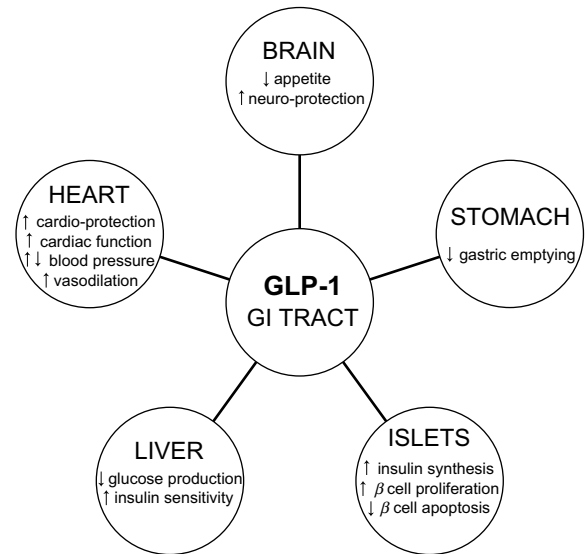 BRAIN
↓ appetite
↑ neuro-protection
HEART
↑ cardio-protection
↑ cardiac function
↑↓ blood pressure
↑ vasodilation
STOMACH
↓ gastric emptying
GLP-1
GI TRACT
LIVER
↓ glucose production
↑ insulin sensitivity
ISLETS
↑ insulin synthesis
↑ β cell proliferation
↓ β cell apoptosis